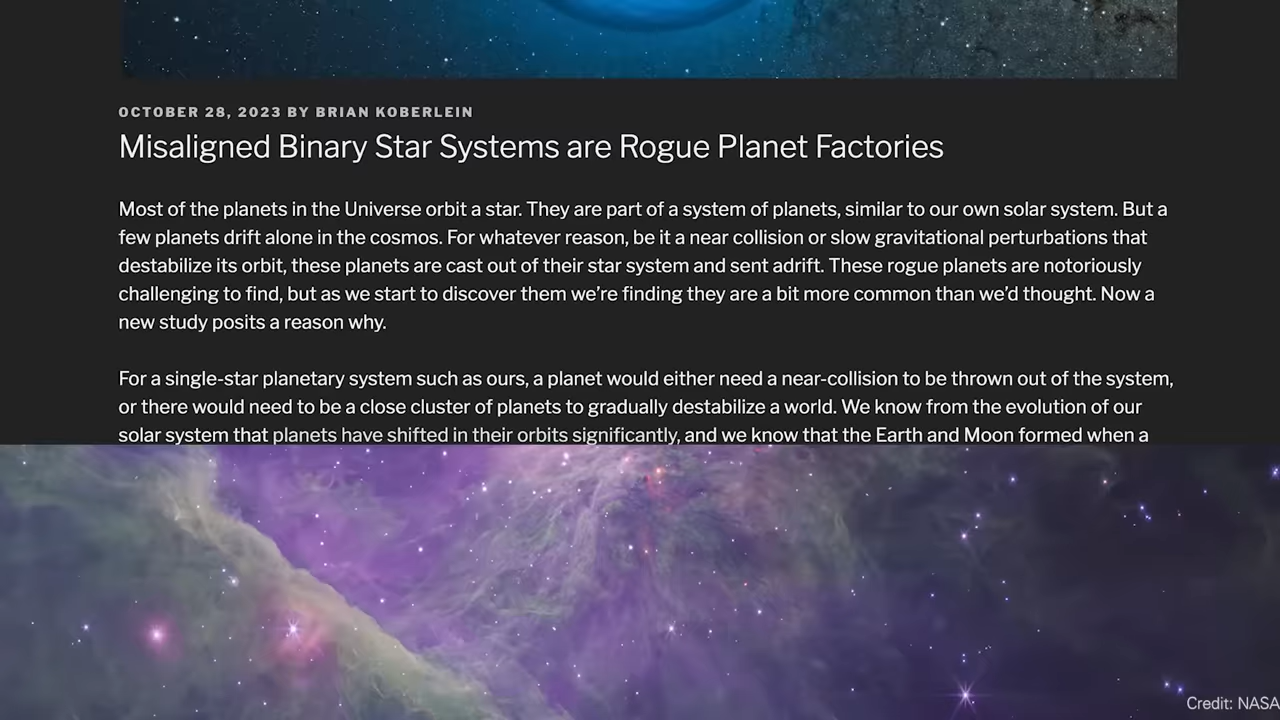 OCTOBER 28, 2023 BY BRIAN KOBERLEIN
Misaligned Binary Star Systems are Rogue Planet Factories
Most of the planets in the Universe orbit a star. They are part of a system of planets, similar to our own solar system. But a
few planets drift alone in the cosmos. For whatever reason, be it a near collision or slow gravitational perturbations that
destabilize its orbit, these planets are cast out of their star system and sent adrift. These rogue planets are notoriously
challenging to find, but as we start to discover them we’re finding they are a bit more common than we’d thought. Now a
new study posits a reason why.
For a single-star planetary system such as ours, a planet would either need a near-collision to be thrown out of the system,
or there would need to be a close cluster of planets to gradually destabilize a world. We know from the evolution of our
solar system that planets have shifted in their orbits significantly, and we know that the Earth and Moon formed when a
Credit: NASA